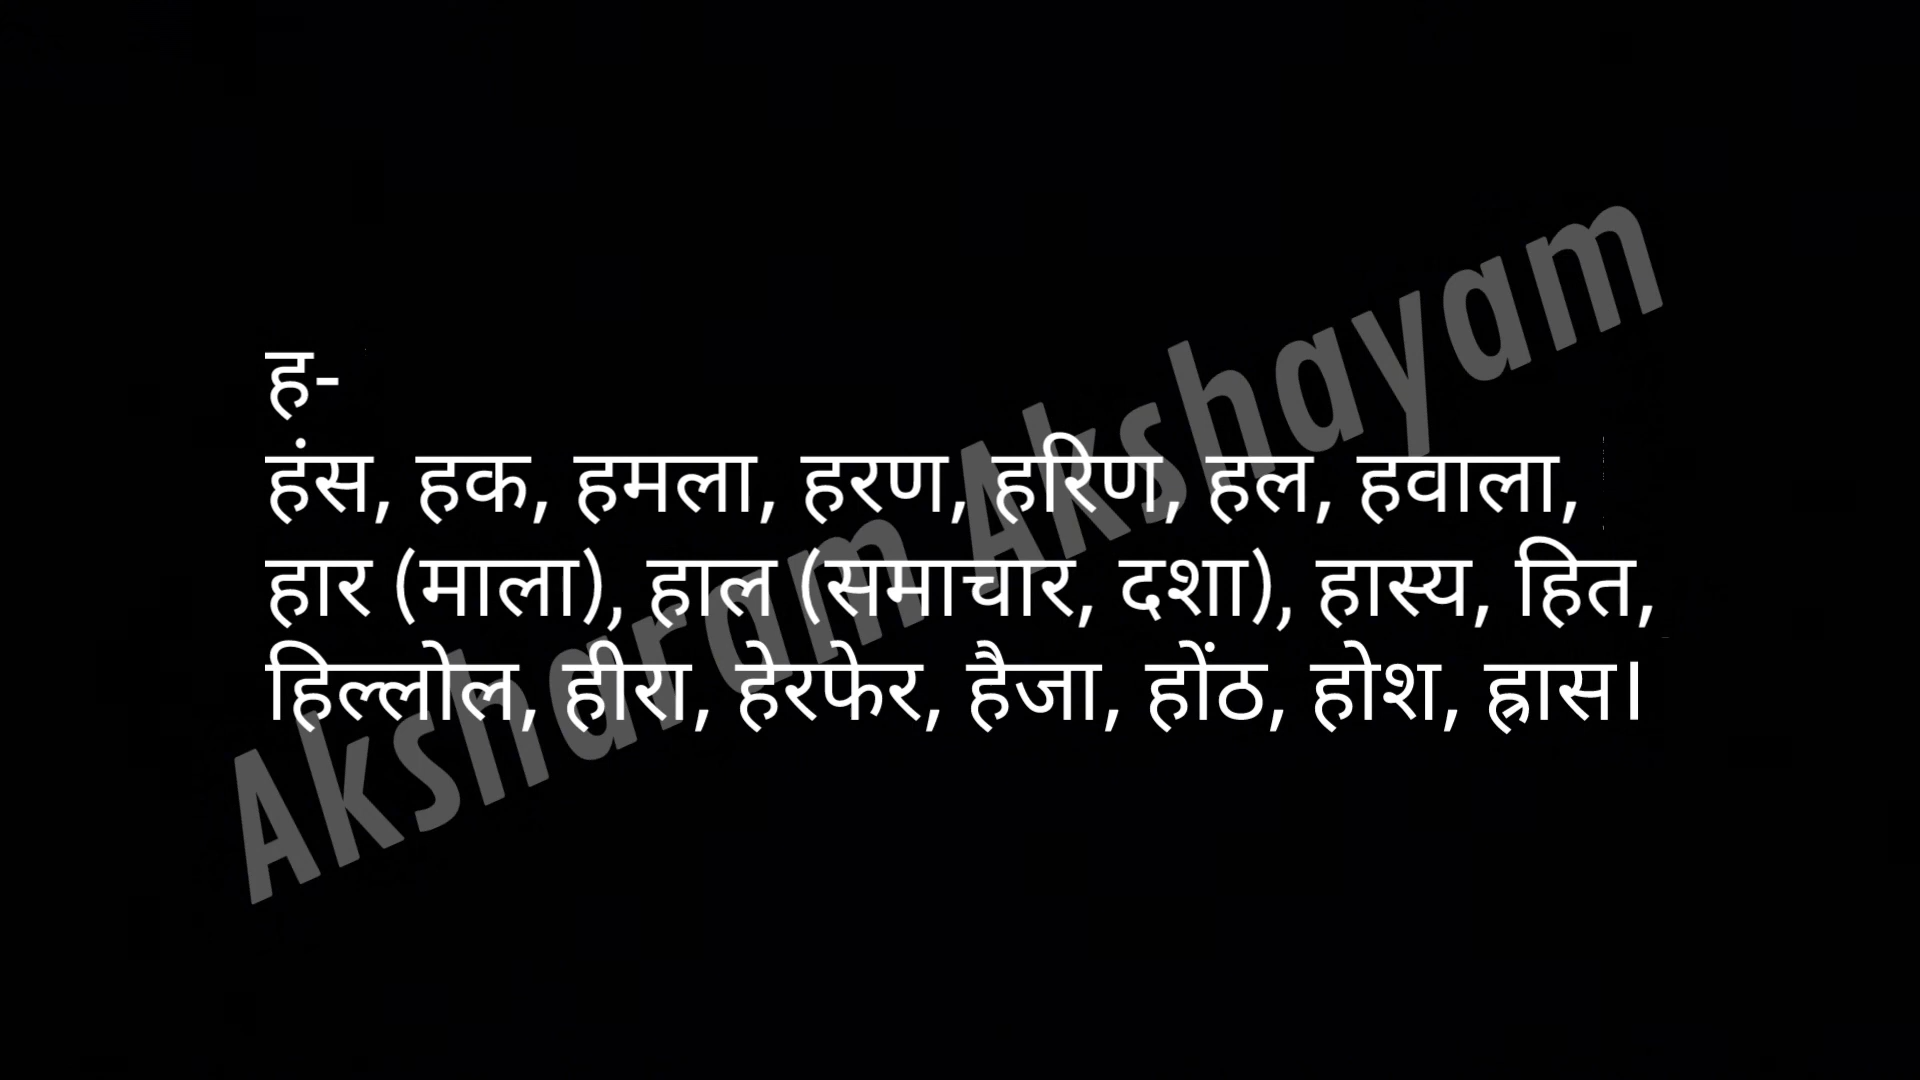 ह-
हंस, हक, हमला, हरण, हरिण, हल, हवाला,
हार (माला), हाल (समाचार, दशा), हास्य, हित,
हिल्लोल, हीरा, हेरफेर, हैजा, होंठ, होश, ह्रास।
Aksharam Akshayam